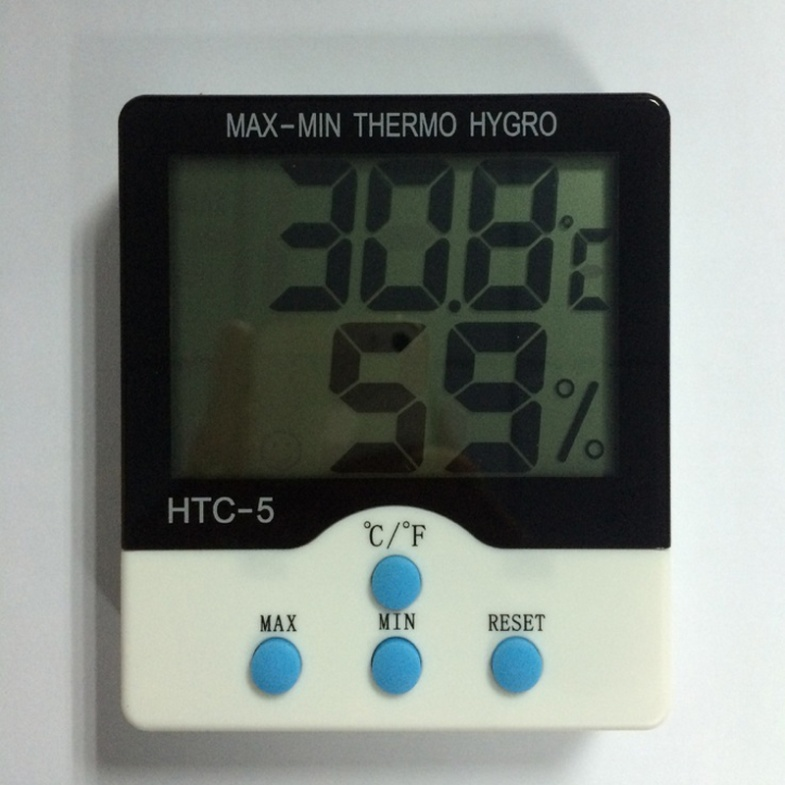 MAX-MIN THERMO HYGRO
30.8°C
59%
HTC-5
°C/°F
MAX MIN RESET